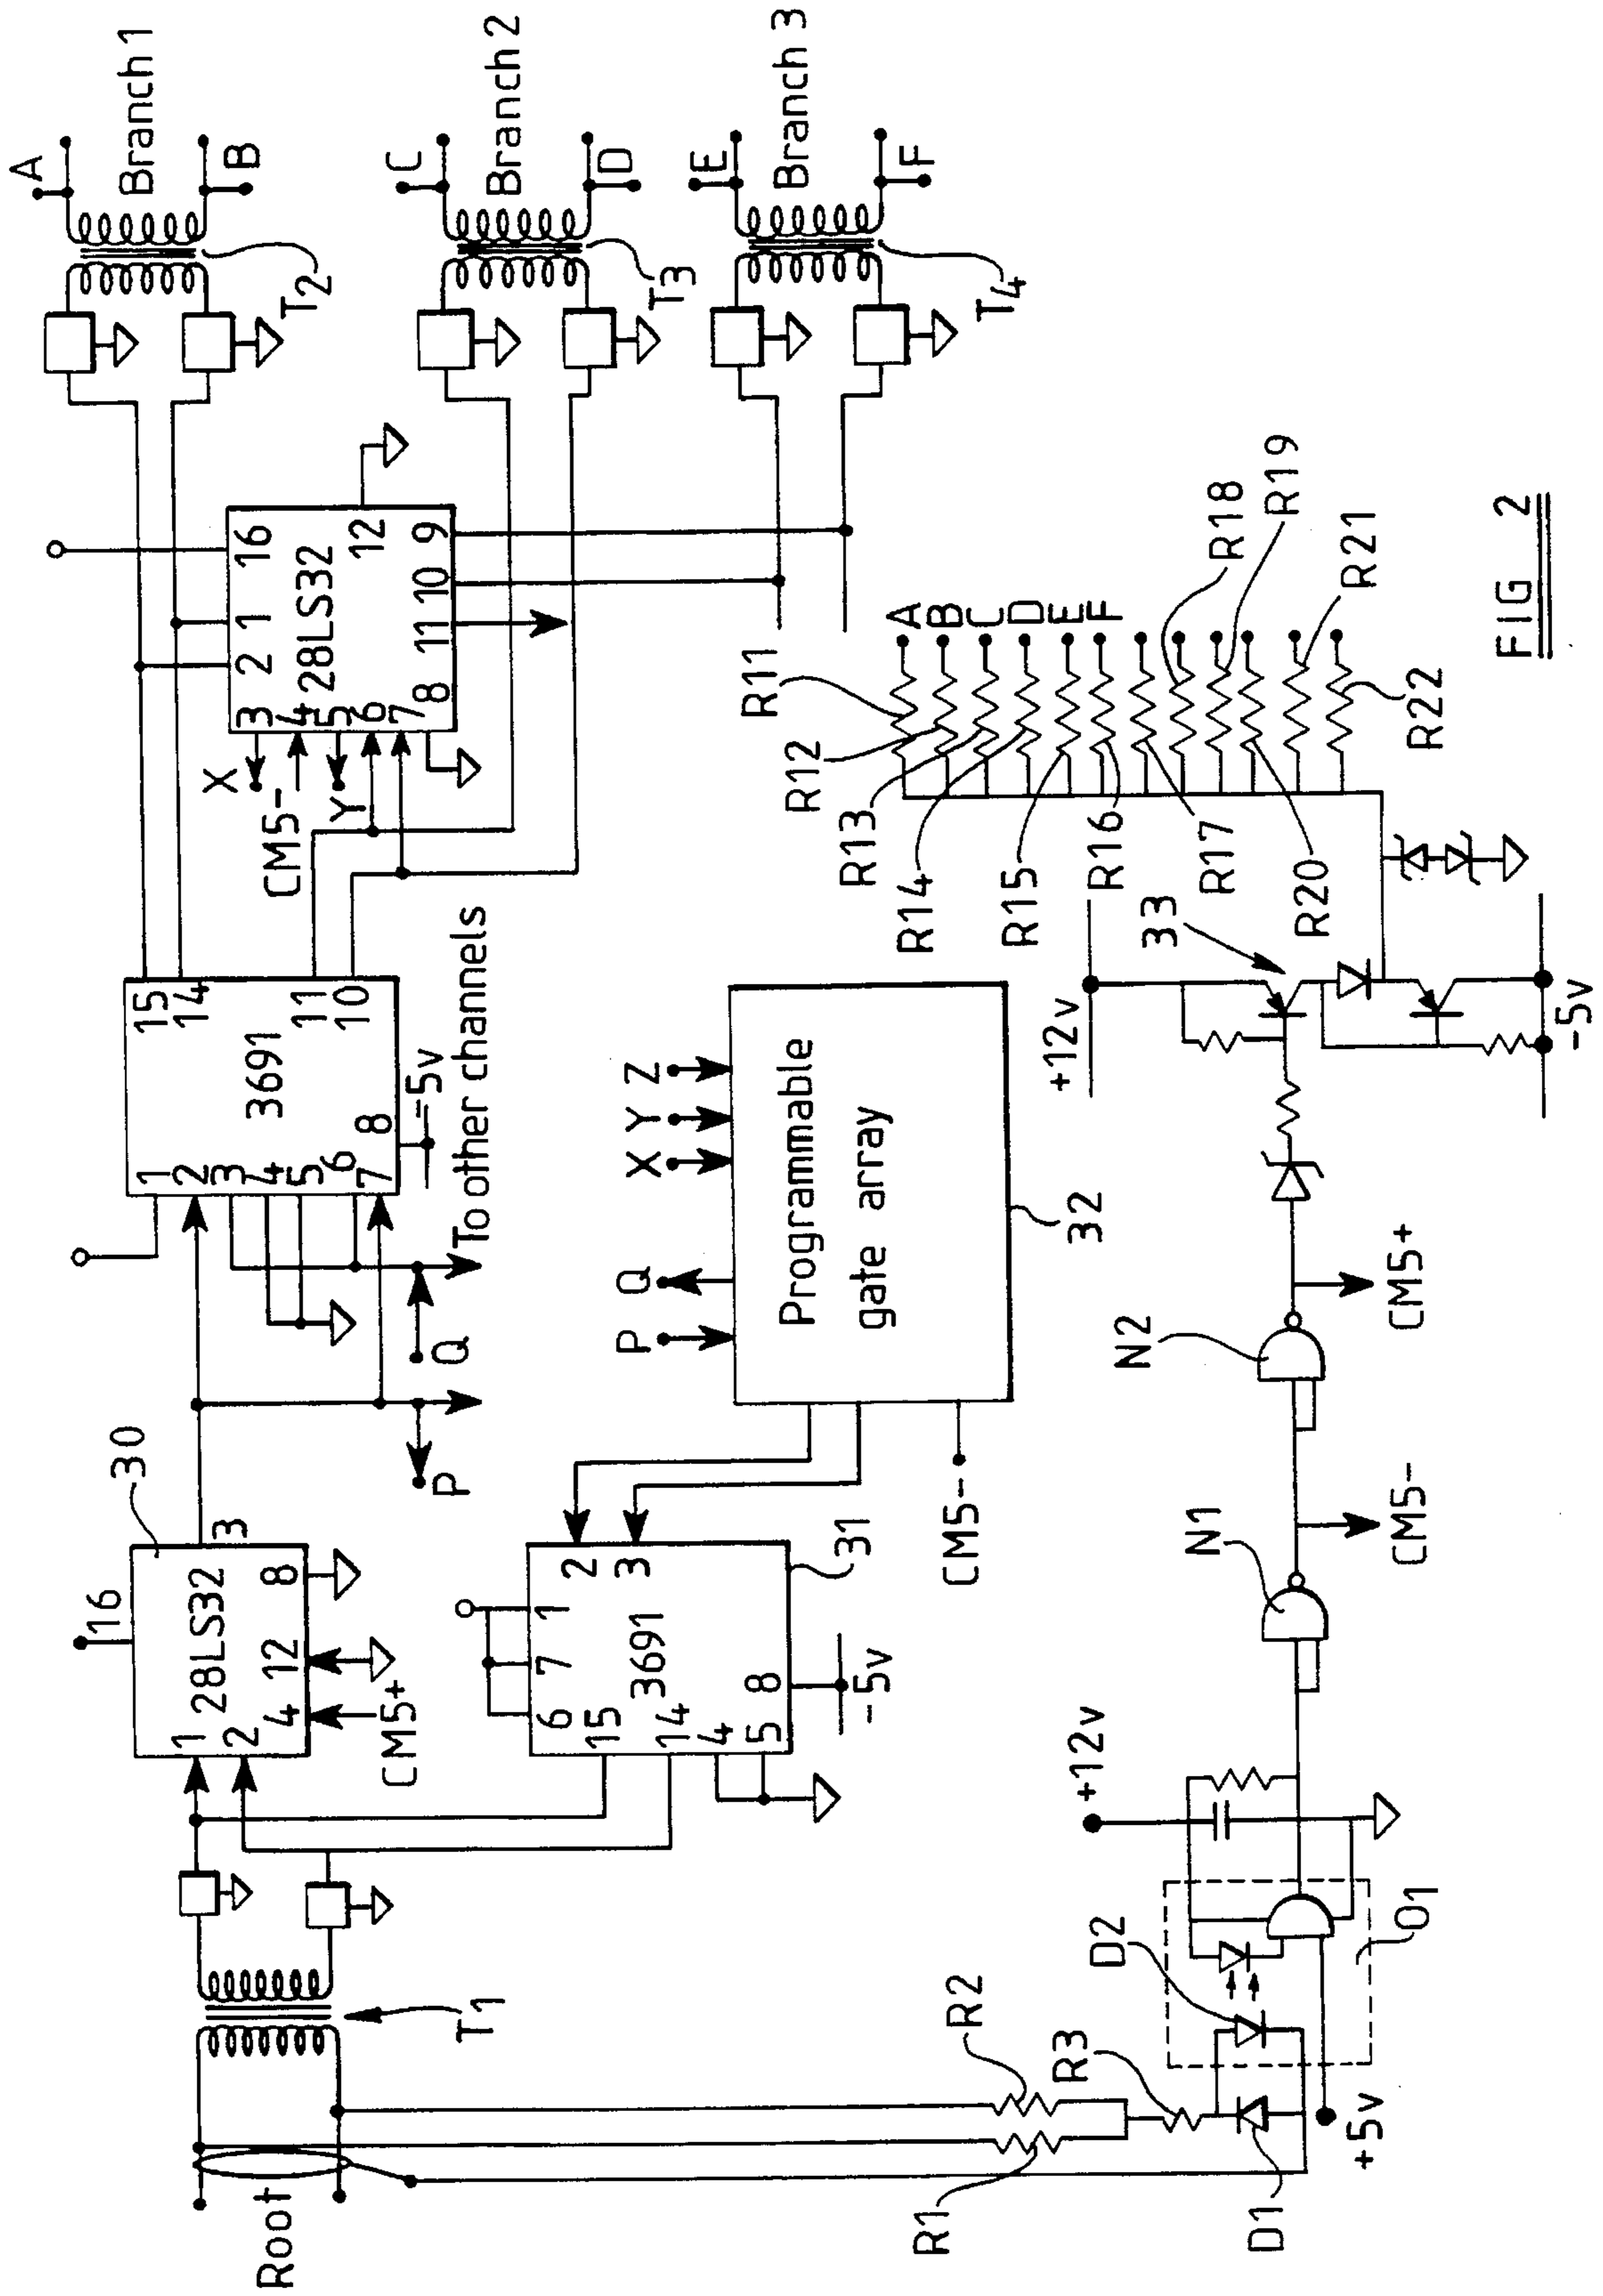 A
Branch 1
B
T2
C
Branch 2
D
T3
E
Branch 3
F
T4
16
30
28LS32
1
2
3
4
12
8
CM5+
P
Q
To other channels
3691
1
2
3
4
5
6
7
8
15
14
11
10
-5v
28LS32
2
1
16
3
4
5
6
7
8
11
10
9
12
X
CM5-
Y
Root
T1
3691
6
7
1
15
14
4
5
8
2
3
31
-5v
P
Q
X
Y
Z
Programmable
gate array
32
CM5-
R11
R12
R13
R14
R15
R16
R17
R18
R19
R20
R21
R22
A
B
C
D
E
F
R1
R2
R3
D1
D2
O1
+5v
+12v
N1
CM5-
N2
CM5+
+12v
33
-5v
FIG 2